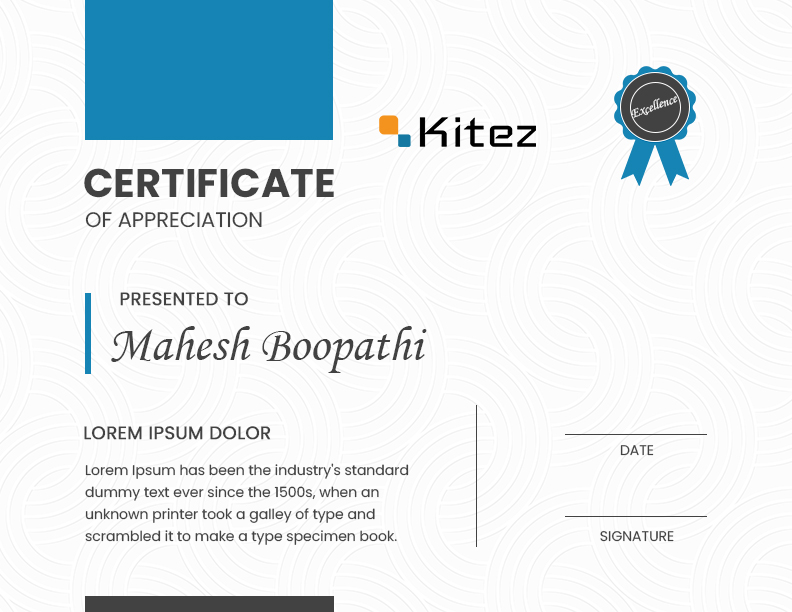 Kitez
Excellence
CERTIFICATE
OF APPRECIATION
PRESENTED TO
Mahesh Boopathi
LOREM IPSUM DOLOR
Lorem Ipsum has been the industry's standard
dummy text ever since the 1500s, when an
unknown printer took a galley of type and
scrambled it to make a type specimen book.
DATE
SIGNATURE